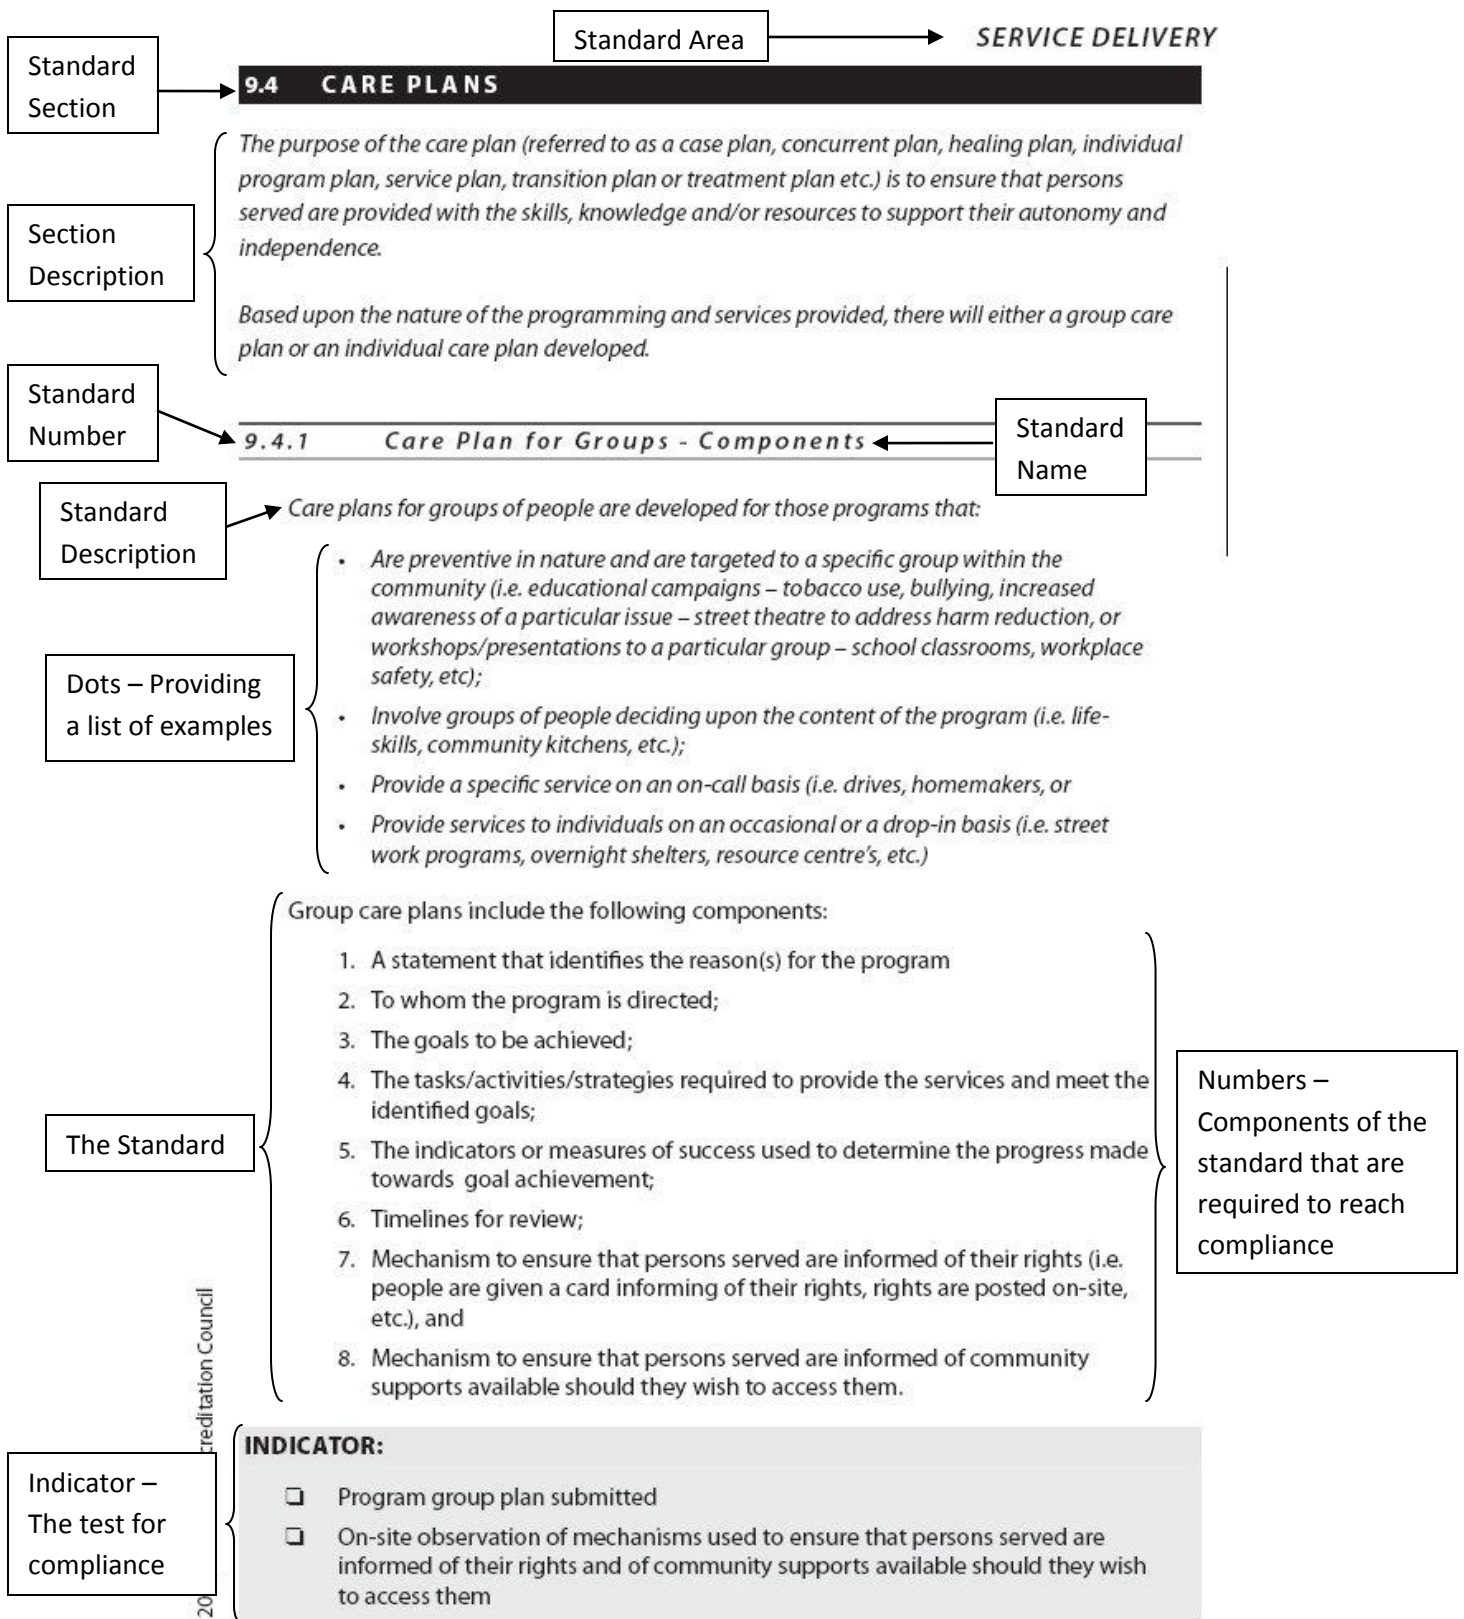 Standard Area
SERVICE DELIVERY
Standard
Section
9.4 CARE PLANS
The purpose of the care plan (referred to as a case plan, concurrent plan, healing plan, individual
program plan, service plan, transition plan or treatment plan etc.) is to ensure that persons
served are provided with the skills, knowledge and/or resources to support their autonomy and
independence.
Section
Description
Based upon the nature of the programming and services provided, there will either a group care
plan or an individual care plan developed.
Standard
Number
9.4.1 Care Plan for Groups - Components
Standard
Name
Standard
Description
Care plans for groups of people are developed for those programs that:
• Are preventive in nature and are targeted to a specific group within the
community (i.e. educational campaigns – tobacco use, bullying, increased
awareness of a particular issue – street theatre to address harm reduction, or
workshops/presentations to a particular group – school classrooms, workplace
safety, etc);
Dots – Providing
a list of examples
• Involve groups of people deciding upon the content of the program (i.e. life-
skills, community kitchens, etc.);
• Provide a specific service on an on-call basis (i.e. drives, homemakers, or
• Provide services to individuals on an occasional or a drop-in basis (i.e. street
work programs, overnight shelters, resource centre's, etc.)
Group care plans include the following components:
1. A statement that identifies the reason(s) for the program
2. To whom the program is directed;
3. The goals to be achieved;
4. The tasks/activities/strategies required to provide the services and meet the
identified goals;
The Standard
5. The indicators or measures of success used to determine the progress made
towards goal achievement;
6. Timelines for review;
7. Mechanism to ensure that persons served are informed of their rights (i.e.
people are given a card informing of their rights, rights are posted on-site,
etc.), and
8. Mechanism to ensure that persons served are informed of community
supports available should they wish to access them.
Numbers –
Components of the
standard that are
required to reach
compliance
creditation Council
20
INDICATOR:
Indicator –
The test for
compliance
❏ Program group plan submitted
❏ On-site observation of mechanisms used to ensure that persons served are
informed of their rights and of community supports available should they wish
to access them